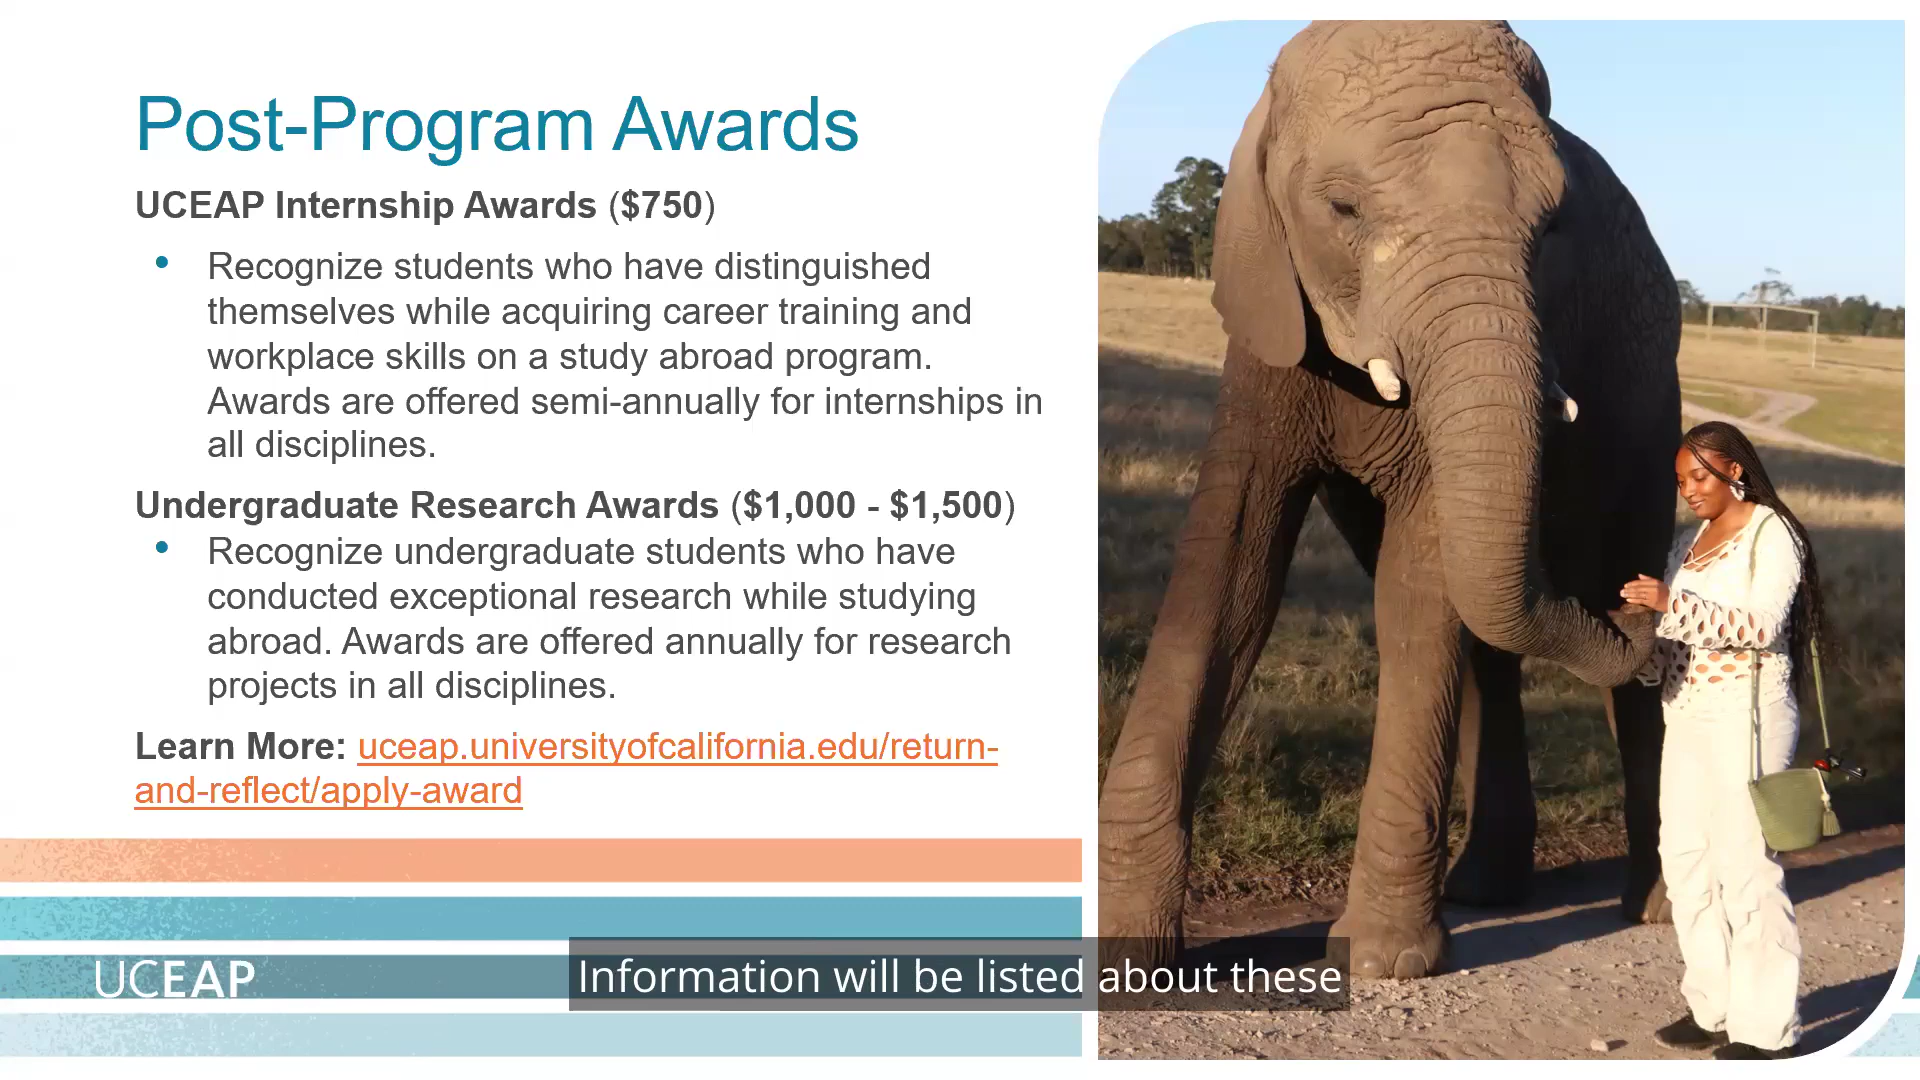 Post-Program Awards
UCEAP Internship Awards ($750)
• Recognize students who have distinguished
themselves while acquiring career training and
workplace skills on a study abroad program.
Awards are offered semi-annually for internships in
all disciplines.
Undergraduate Research Awards ($1,000 - $1,500)
• Recognize undergraduate students who have
conducted exceptional research while studying
abroad. Awards are offered annually for research
projects in all disciplines.
Learn More: uceap.universityofcalifornia.edu/return-
and-reflect/apply-award
UCEAP
Information will be listed about these